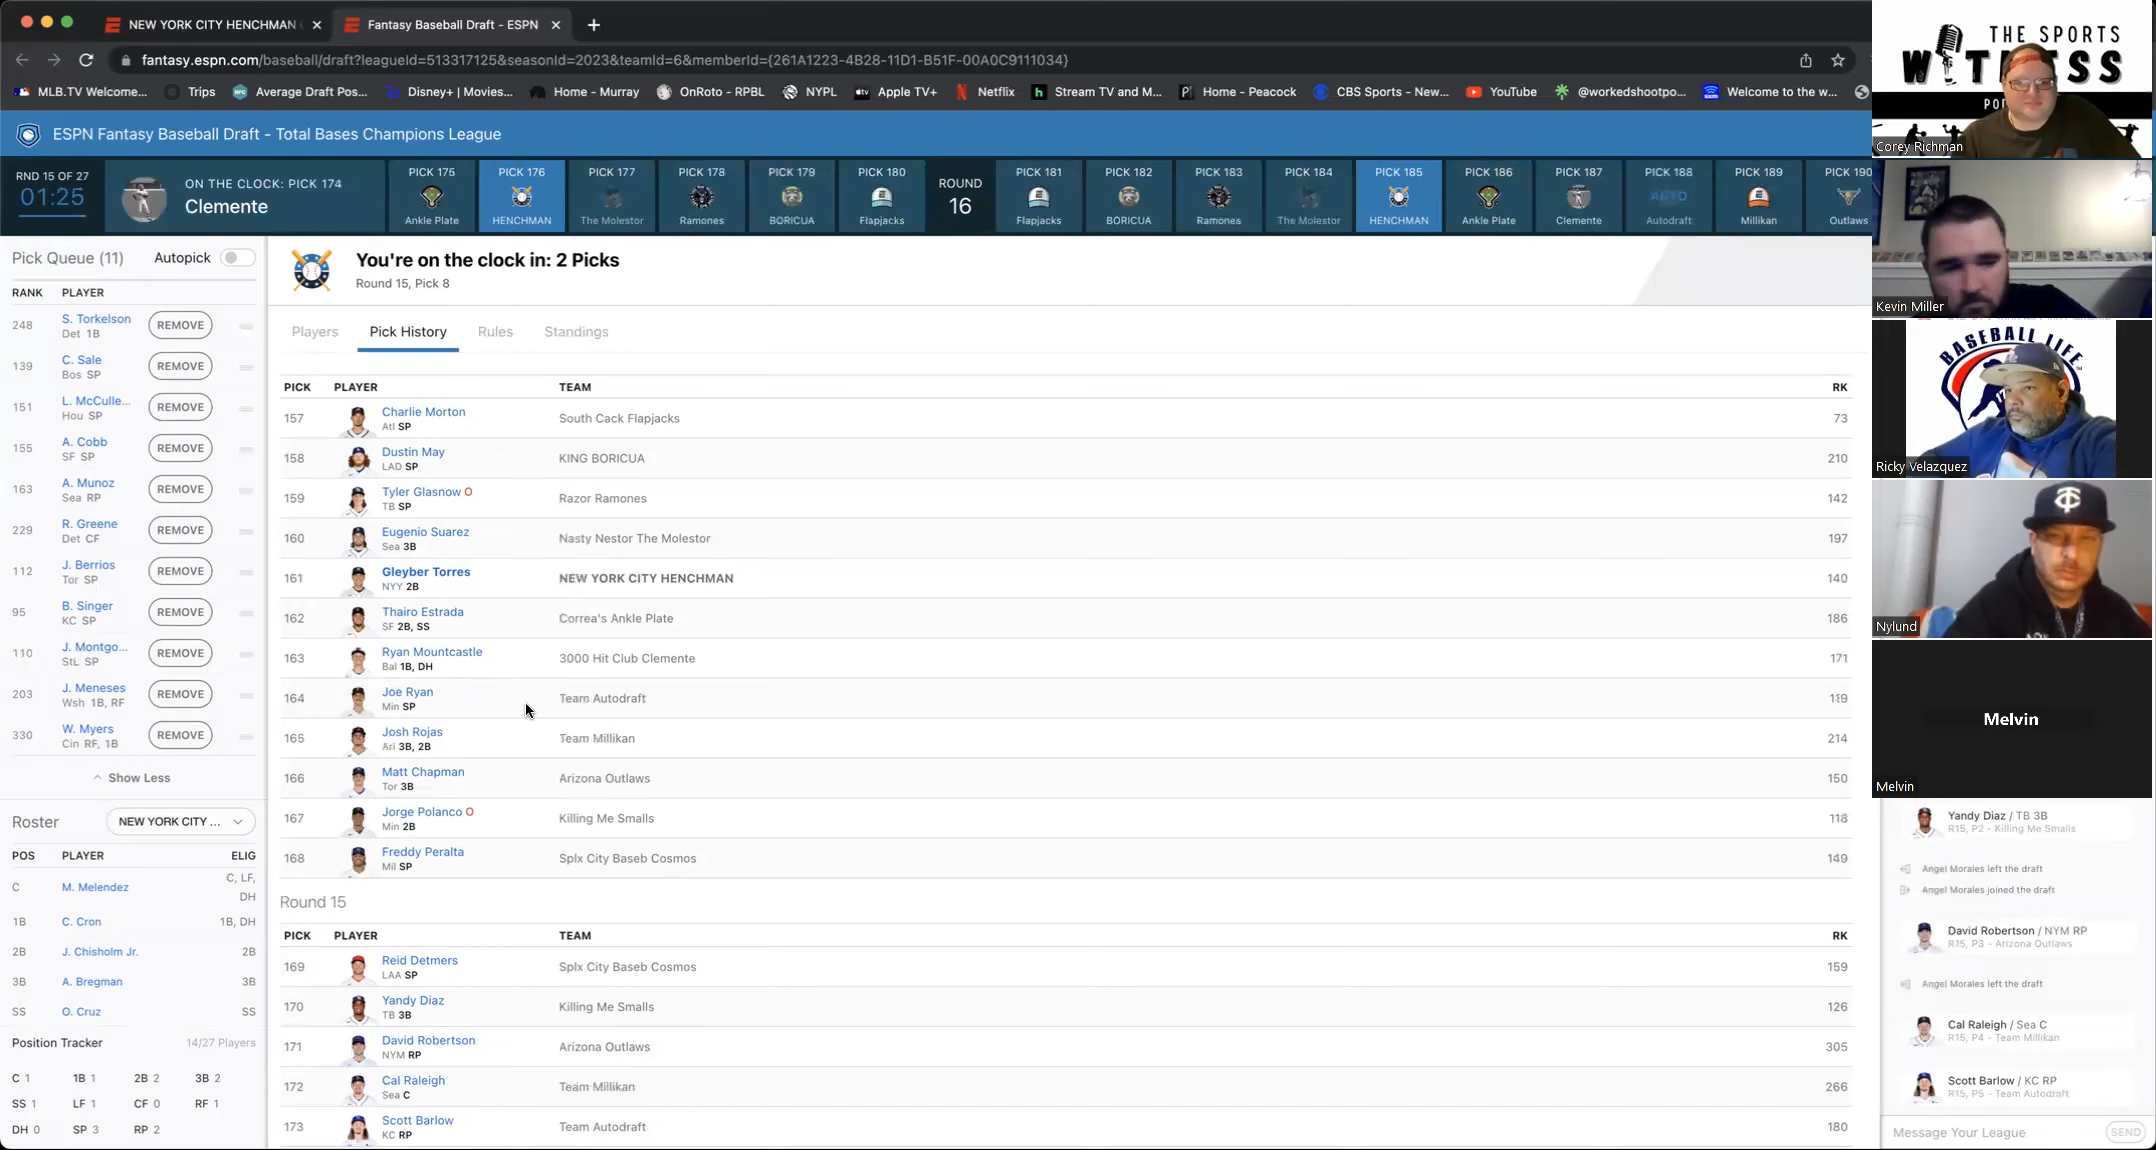 NEW YORK CITY HENCHMAN
Fantasy Baseball Draft - ESPN
fantasy.espn.com/baseball/draft?leagueId=513317125&seasonId=2023&teamId=6&memberId={261A1223-4B28-11D1-B51F-00A0C9111034}
MLB.TV Welcome... Trips Average Draft Pos... Disney+ | Movies... Home - Murray OnRoto - RPBL NYPL Apple TV+ Netflix Stream TV and M... Home - Peacock CBS Sports - New... YouTube @workedshootpo... Welcome to the w...
ESPN Fantasy Baseball Draft - Total Bases Champions League
RND 15 OF 27
01:25
ON THE CLOCK: PICK 174
Clemente
PICK 175 Ankle Plate
PICK 176 HENCHMAN
PICK 177 The Molestor
PICK 178 Ramones
PICK 179 BORICUA
PICK 180 Flapjacks
ROUND 16
PICK 181 Flapjacks
PICK 182 BORICUA
PICK 183 Ramones
PICK 184 The Molestor
PICK 185 HENCHMAN
PICK 186 Ankle Plate
PICK 187 Clemente
PICK 188 AUTO Autodraft
PICK 189 Millikan
PICK 190 Outlaws
Pick Queue (11) Autopick
RANK PLAYER
248 S. Torkelson REMOVE
Det 1B
139 C. Sale REMOVE
Bos SP
151 L. McCulle... REMOVE
Hou SP
155 A. Cobb REMOVE
SF SP
163 A. Munoz REMOVE
Sea RP
229 R. Greene REMOVE
Det CF
112 J. Berrios REMOVE
Tor SP
95 B. Singer REMOVE
KC SP
110 J. Montgo... REMOVE
StL SP
203 J. Meneses REMOVE
Wsh 1B, RF
330 W. Myers REMOVE
Cin RF, 1B
Show Less
Roster NEW YORK CITY ...
POS PLAYER ELIG
C M. Melendez C, LF, DH
1B C. Cron 1B, DH
2B J. Chisholm Jr. 2B
3B A. Bregman 3B
SS O. Cruz SS
Position Tracker 14/27 Players
C 1 1B 1 2B 2 3B 2
SS 1 LF 1 CF 0 RF 1
DH 0 SP 3 RP 2
You're on the clock in: 2 Picks
Round 15, Pick 8
Players Pick History Rules Standings
PICK PLAYER TEAM RK
157 Charlie Morton Atl SP South Cack Flapjacks 73
158 Dustin May LAD SP KING BORICUA 210
159 Tyler Glasnow O TB SP Razor Ramones 142
160 Eugenio Suarez Sea 3B Nasty Nestor The Molestor 197
161 Gleyber Torres NYY 2B NEW YORK CITY HENCHMAN 140
162 Thairo Estrada SF 2B, SS Correa's Ankle Plate 186
163 Ryan Mountcastle Bal 1B, DH 3000 Hit Club Clemente 171
164 Joe Ryan Min SP Team Autodraft 119
165 Josh Rojas Ari 3B, 2B Team Millikan 214
166 Matt Chapman Tor 3B Arizona Outlaws 150
167 Jorge Polanco O Min 2B Killing Me Smalls 118
168 Freddy Peralta Mil SP Splx City Baseb Cosmos 149
Round 15
PICK PLAYER TEAM RK
169 Reid Detmers LAA SP Splx City Baseb Cosmos 159
170 Yandy Diaz TB 3B Killing Me Smalls 126
171 David Robertson NYM RP Arizona Outlaws 305
172 Cal Raleigh Sea C Team Millikan 266
173 Scott Barlow KC RP Team Autodraft 180
THE SPORTS
WITNESS
Corey Richman
Kevin Miller
BASEBALL LIFE
Ricky Velazquez
Nylund
Melvin
Melvin
Yandy Diaz / TB 3B
R15, P2 - Killing Me Smalls
Angel Morales left the draft
Angel Morales joined the draft
David Robertson / NYM RP
R15, P3 - Arizona Outlaws
Angel Morales left the draft
Cal Raleigh / Sea C
R15, P4 - Team Millikan
Scott Barlow / KC RP
R15, P5 - Team Autodraft
Message Your League SEND